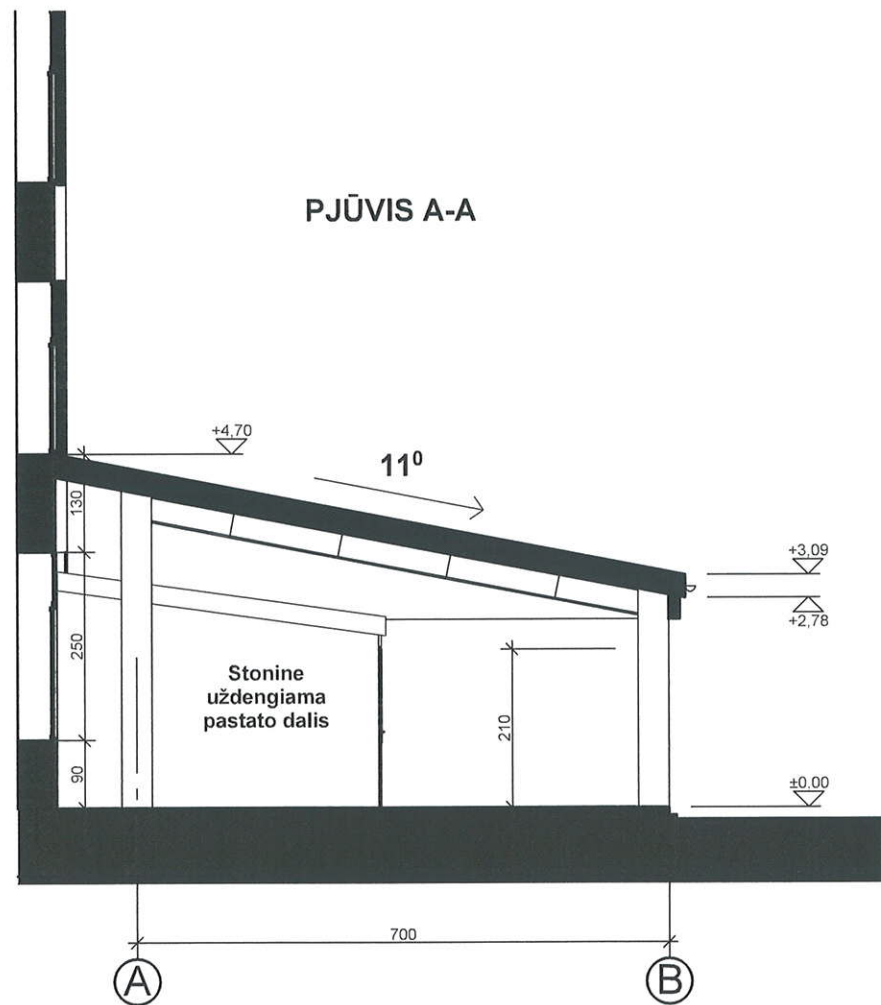 PJŪVIS A-A
+4,70
11⁰
130
+3,09
+2,78
250
Stonine
uždengiama
pastato dalis
210
90
±0.00
700
A
B